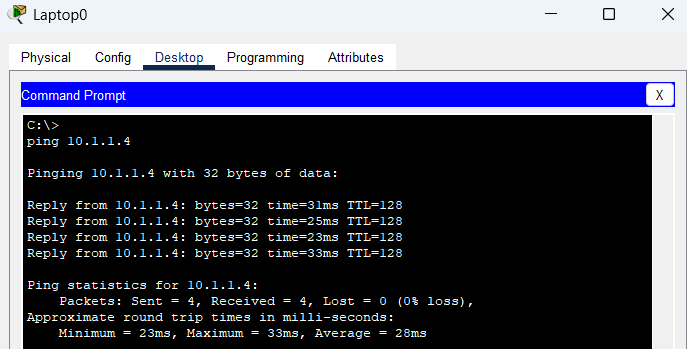 Laptop0
Physical Config Desktop Programming Attributes
Command Prompt X
C:\>
ping 10.1.1.4
Pinging 10.1.1.4 with 32 bytes of data:
Reply from 10.1.1.4: bytes=32 time=31ms TTL=128
Reply from 10.1.1.4: bytes=32 time=25ms TTL=128
Reply from 10.1.1.4: bytes=32 time=23ms TTL=128
Reply from 10.1.1.4: bytes=32 time=33ms TTL=128
Ping statistics for 10.1.1.4:
Packets: Sent = 4, Received = 4, Lost = 0 (0% loss),
Approximate round trip times in milli-seconds:
Minimum = 23ms, Maximum = 33ms, Average = 28ms